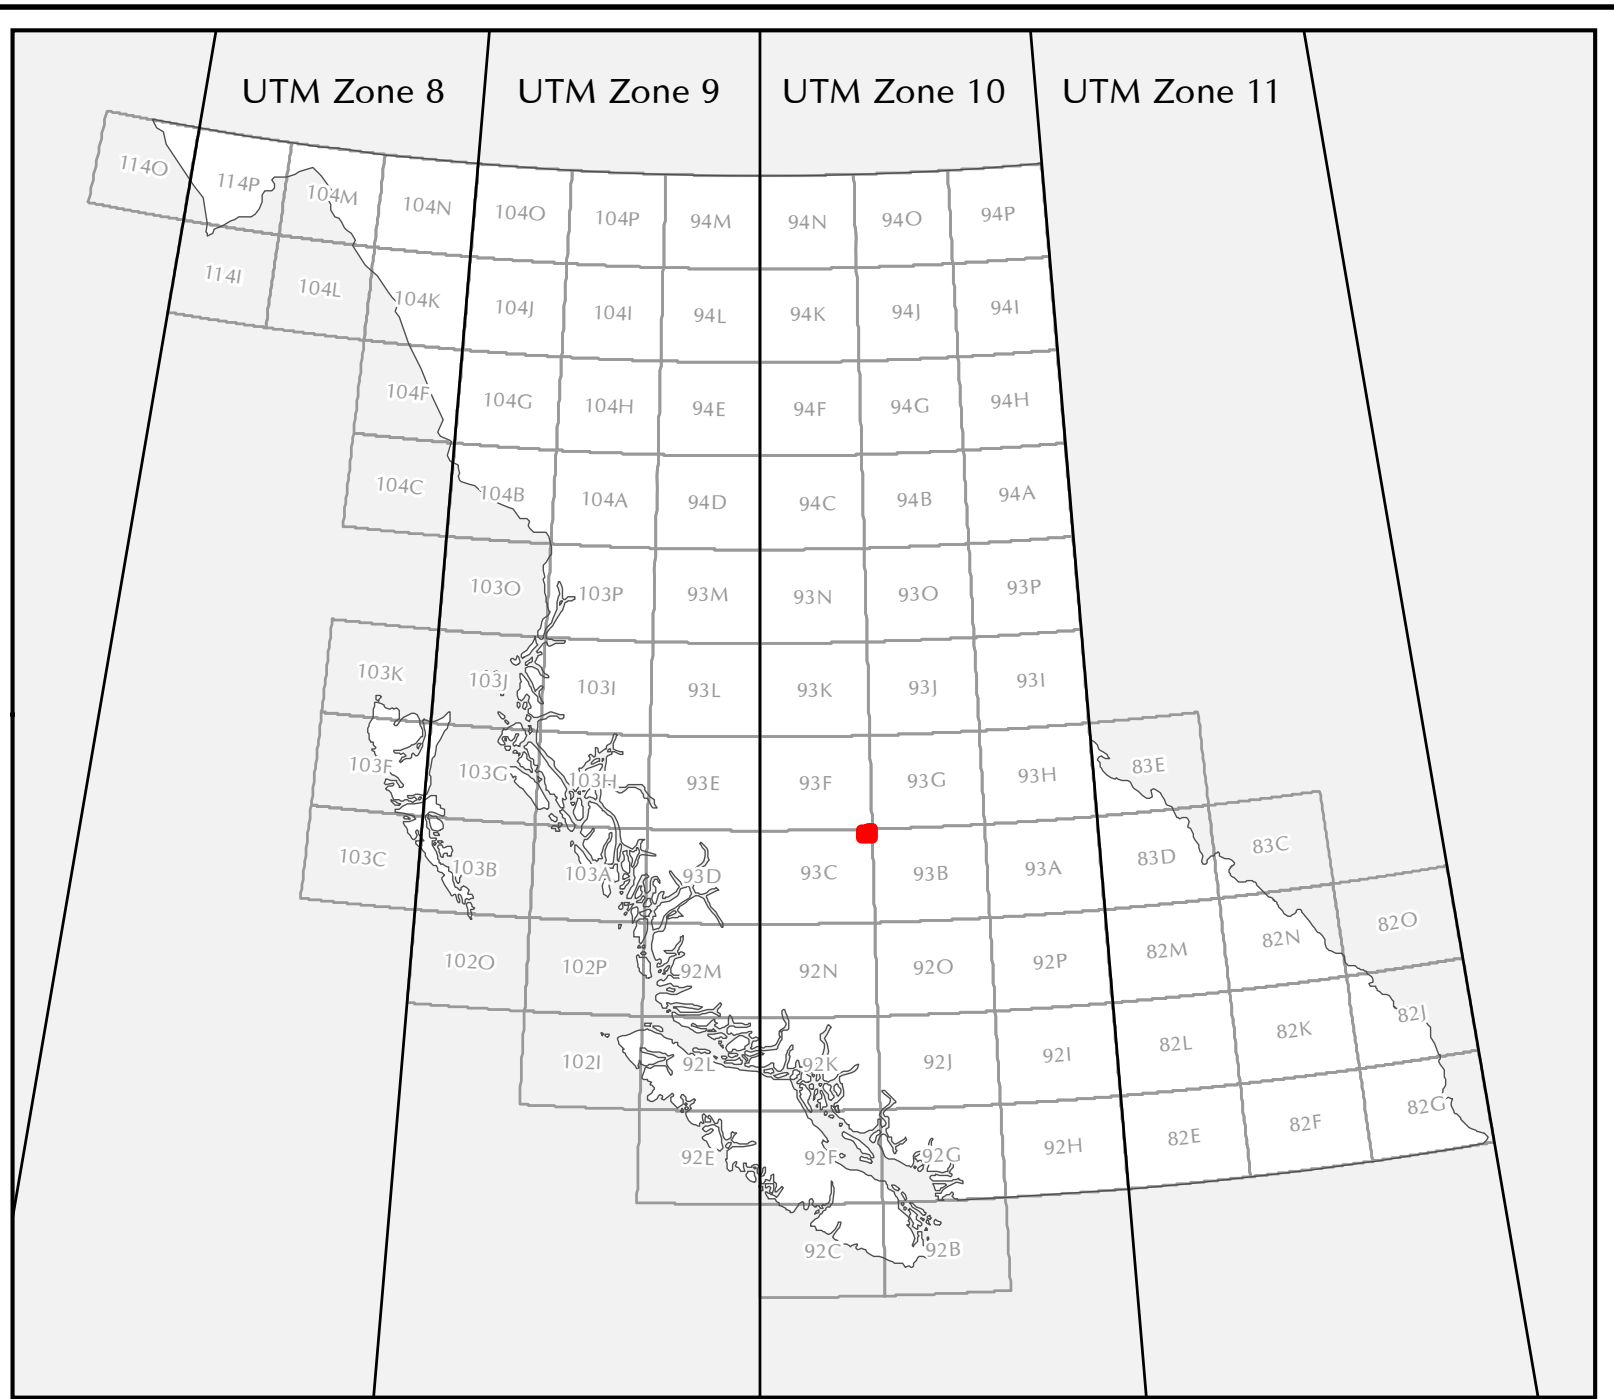 UTM Zone 8 UTM Zone 9 UTM Zone 10 UTM Zone 11
114O 114P 104M 104N 104O 104P 94M 94N 94O 94P
114I 104L 104K 104J 104I 94L 94K 94J 94I
104F 104G 104H 94E 94F 94G 94H
104C 104B 104A 94D 94C 94B 94A
103O 103P 93M 93N 93O 93P
103K 103J 103I 93L 93K 93J 93I
103F 103G 103H 93E 93F 93G 93H 83E
103C 103B 103A 93D 93C 93B 93A 83D 83C
102O 102P 92M 92N 92O 92P 82M 82N 82O
102I 92L 92K 92J 92I 82L 82K 82J
92E 92F 92G 92H 82E 82F 82G
92C 92B